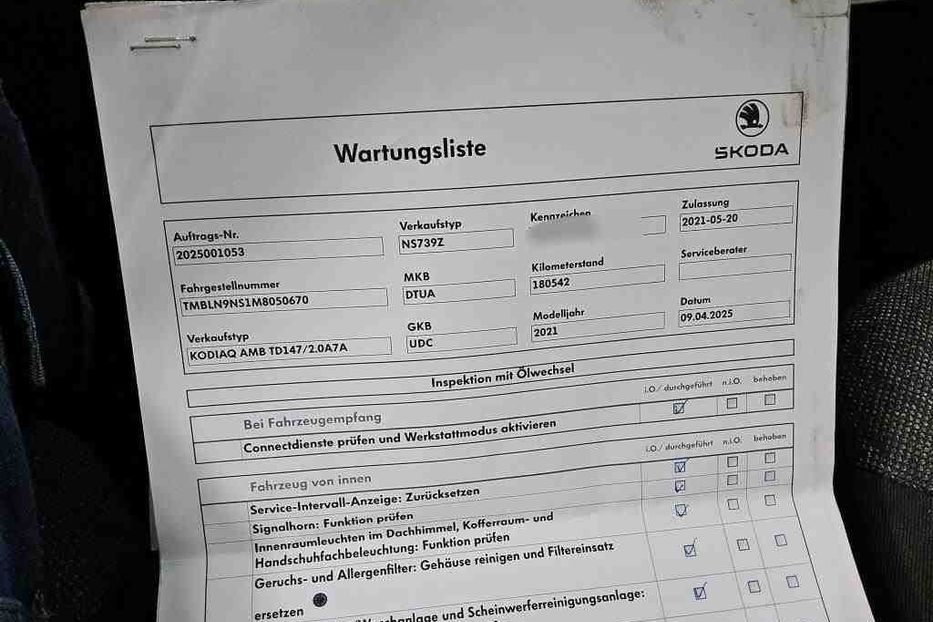 Wartungsliste
ŠKODA
Auftrags-Nr.
2025001053
Verkaufstyp
NS739Z
Kennzeichen
Zulassung
2021-05-20
Fahrgestellnummer
TMBLN9NS1M8050670
MKB
DTUA
Kilometerstand
180542
Serviceberater
Verkaufstyp
KODIAQ AMB TD147/2.0A7A
GKB
UDC
Modelljahr
2021
Datum
09.04.2025
Inspektion mit Ölwechsel
Bei Fahrzeugempfang
i.O./ durchgeführt n.i.O. behoben
Connectdienste prüfen und Werkstattmodus aktivieren
Fahrzeug von innen
i.O./ durchgeführt n.i.O. behoben
Service-Intervall-Anzeige: Zurücksetzen
Signalhorn: Funktion prüfen
Innenraumleuchten im Dachhimmel, Kofferraum- und
Handschuhfachbeleuchtung: Funktion prüfen
Geruchs- und Allergenfilter: Gehäuse reinigen und Filtereinsatz
ersetzen
und Scheinwerferreinigungsanlage: